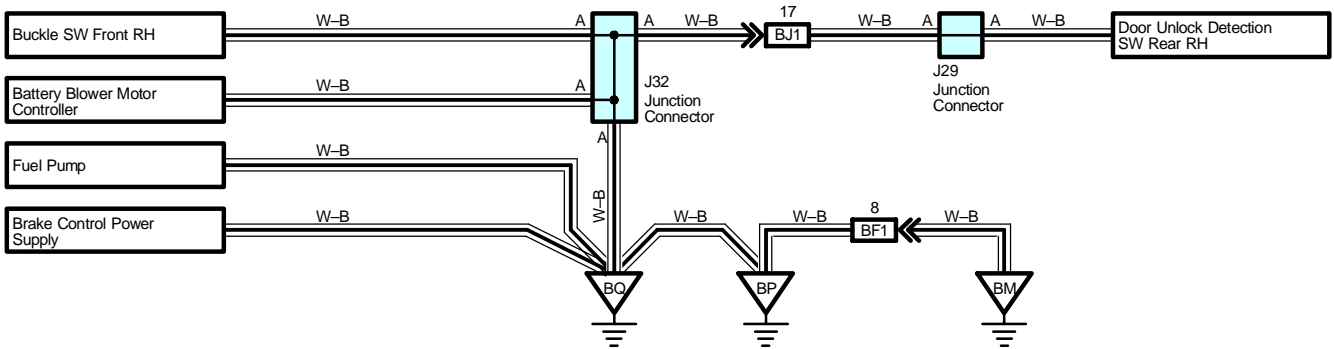 17
W–B A A W–B W–B A A W–B
Buckle SW Front RH
BJ1
Door Unlock Detection
SW Rear RH
W–B A
Battery Blower Motor
Controller
J32
Junction
Connector
J29
Junction
Connector
A
W–B
Fuel Pump
W–B
W–B
Brake Control Power
Supply
W–B
W–B
8
BF1
W–B
BQ
BP
BM